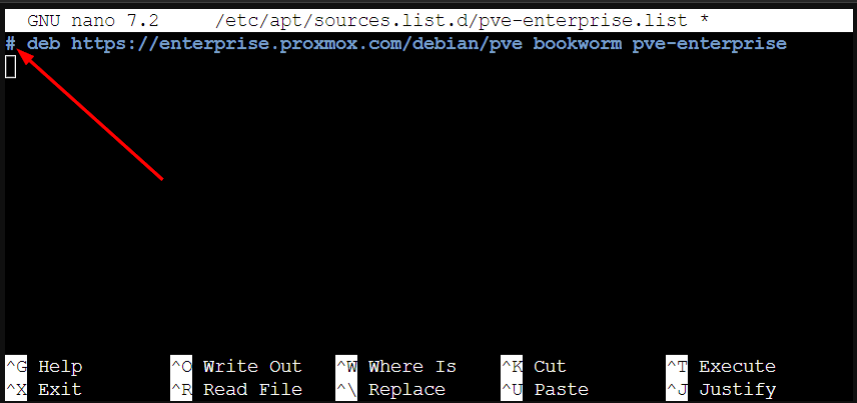 GNU nano 7.2 /etc/apt/sources.list.d/pve-enterprise.list *
# deb https://enterprise.proxmox.com/debian/pve bookworm pve-enterprise
^G Help ^O Write Out ^W Where Is ^K Cut ^T Execute
^X Exit ^R Read File ^\ Replace ^U Paste ^J Justify